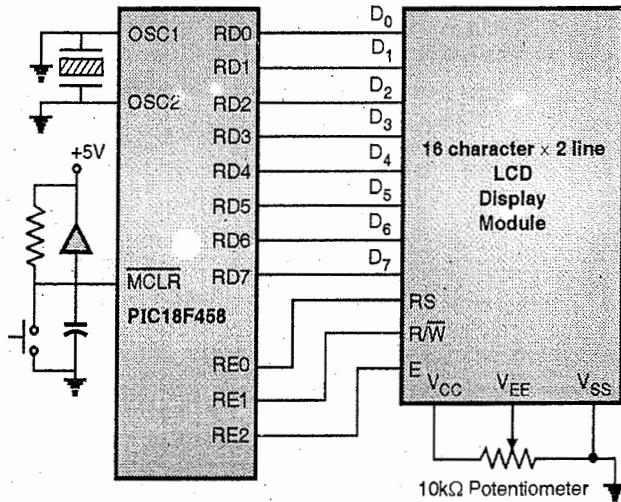 OSC1
OSC2
+5V
MCLR
PIC18F458
RD0
RD1
RD2
RD3
RD4
RD5
RD6
RD7
RE0
RE1
RE2
D0
D1
D2
D3
D4
D5
D6
D7
16 character × 2 line
LCD
Display
Module
RS
R/W
E
VCC
VEE
VSS
10kΩ Potentiometer